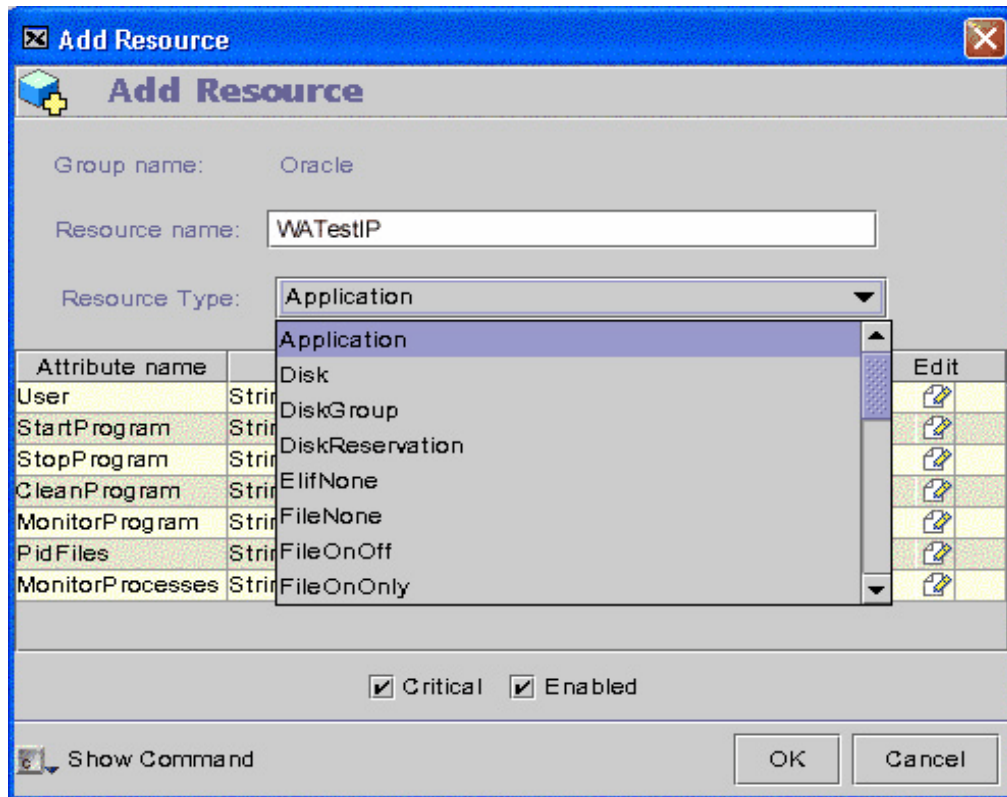 Add Resource
Add Resource
Group name: Oracle
Resource name: WATestIP
Resource Type: Application
Application
Disk
DiskGroup
DiskReservation
ElifNone
FileNone
FileOnOff
FileOnOnly
Attribute name Edit
User
StartProgram
StopProgram
CleanProgram
MonitorProgram
PidFiles
MonitorProcesses
Critical Enabled
Show Command OK Cancel